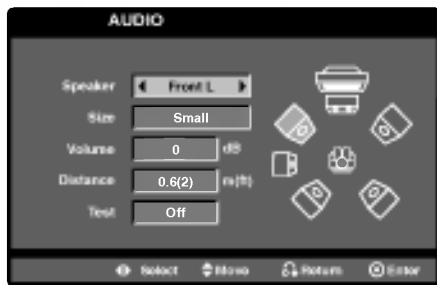 AUDIO
Speaker Front L
Size Small
Volume 0 dB
Distance 0.6(2) m(ft)
Test Off
Select Move Return Enter